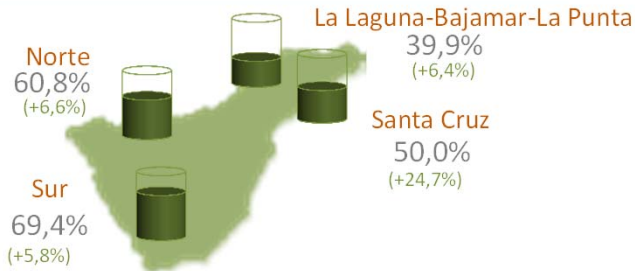 La Laguna-Bajamar-La Punta
39,9%
(+6,4%)
Norte
60,8%
(+6,6%)
Santa Cruz
50,0%
(+24,7%)
Sur
69,4%
(+5,8%)